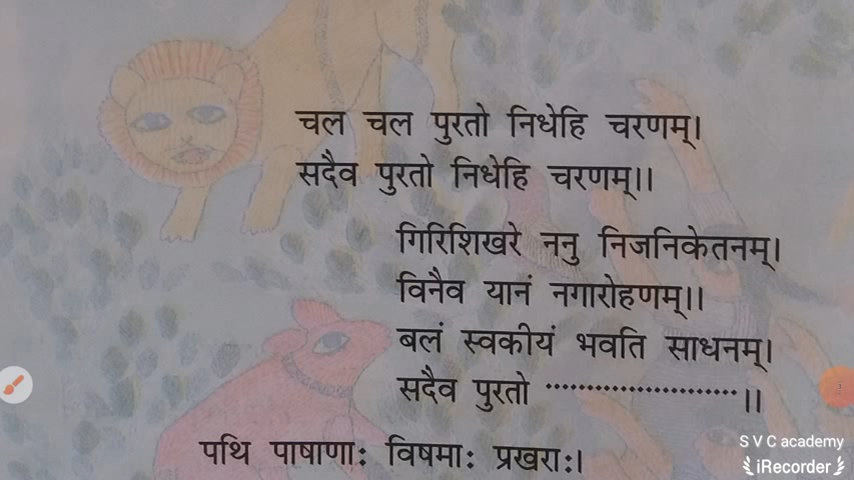 चल चल पुरतो निधेहि चरणम्।
सदैव पुरतो निधेहि चरणम्।।
गिरिशिखरे ननु निजनिकेतनम्।
विनैव यानं नगारोहणम्।।
बलं स्वकीयं भवति साधनम्।
सदैव पुरतो .......................।।
पथि पाषाणाः विषमाः प्रखराः।
S V C academy
iRecorder